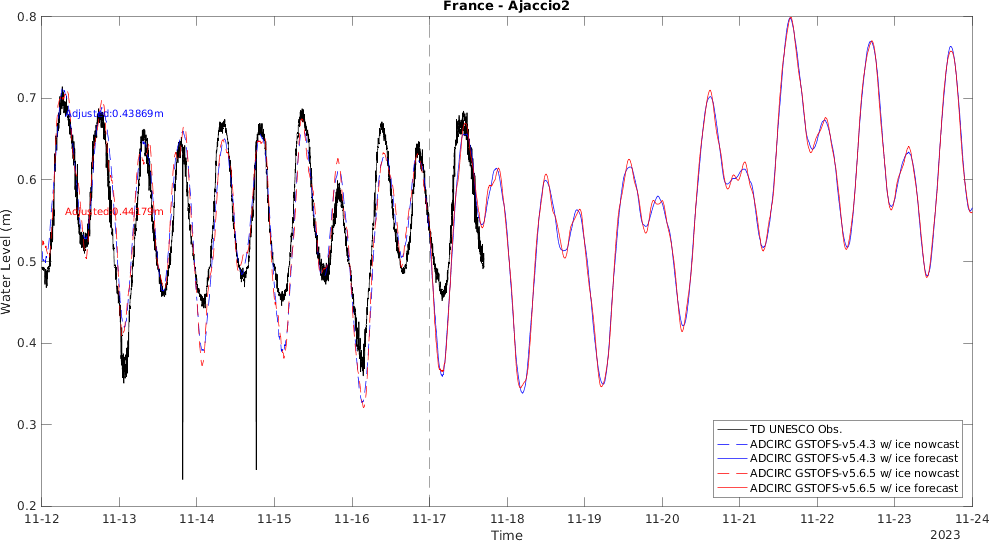 France - Ajaccio2
0.8
0.7
0.6
0.5
0.4
0.3
0.2
Water Level (m)
Adjusted:0.43869m
Adjusted:0.44179m
TD UNESCO Obs.
ADCIRC GSTOFS-v5.4.3 w/ ice nowcast
ADCIRC GSTOFS-v5.4.3 w/ ice forecast
ADCIRC GSTOFS-v5.6.5 w/ ice nowcast
ADCIRC GSTOFS-v5.6.5 w/ ice forecast
11-12 11-13 11-14 11-15 11-16 11-17 11-18 11-19 11-20 11-21 11-22 11-23 11-24
Time
2023